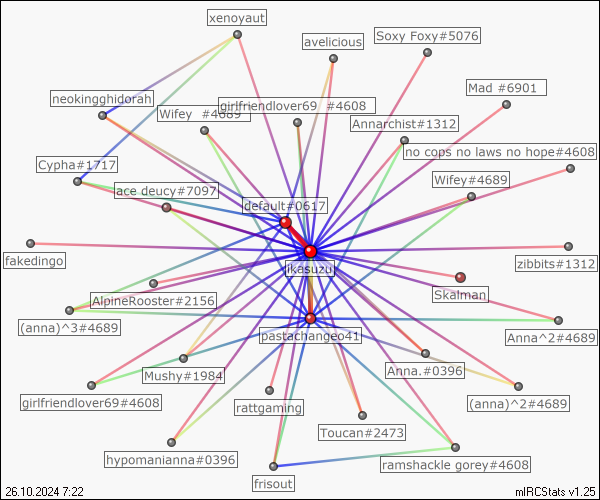 xenoyaut
avelicious
Soxy Foxy#5076
neokingghidorah
Wifey #4689
girlfriendlover69 #4608
Mad #6901
Annarchist#1312
no cops no laws no hope#4608
Cypha#1717
ace deucy#7097
default#0617
Wifey#4689
fakedingo
likasuzu
zibbits#1312
AlpineRooster#2156
Skalman
(anna)^3#4689
pastachangeo41
Anna^2#4689
Mushy#1984
Anna.#0396
girlfriendlover69#4608
rattgaming
(anna)^2#4689
Toucan#2473
hypomanianna#0396
ramshackle gorey#4608
frisout
26.10.2024 7:22
mIRCStats v1.25